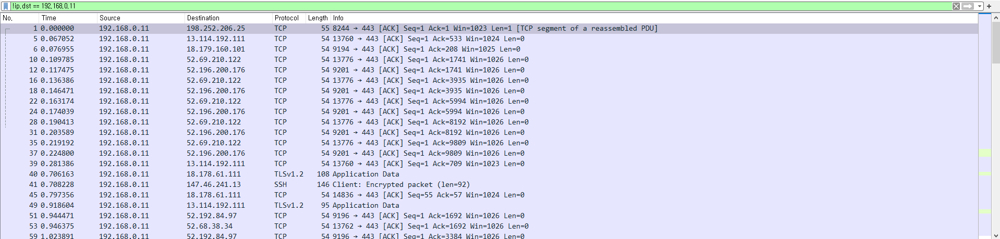 !ip.dst == 192.168.0.11
No. Time Source Destination Protocol Length Info
1 0.000000 192.168.0.11 198.252.206.25 TCP 55 8244 → 443 [ACK] Seq=1 Ack=1 Win=1023 Len=1 [TCP segment of a reassembled PDU]
5 0.067052 192.168.0.11 13.114.192.111 TCP 54 13760 → 443 [ACK] Seq=1 Ack=533 Win=1024 Len=0
6 0.076955 192.168.0.11 18.179.160.101 TCP 54 9194 → 443 [ACK] Seq=1 Ack=208 Win=1025 Len=0
10 0.109785 192.168.0.11 52.69.210.122 TCP 54 13776 → 443 [ACK] Seq=1 Ack=1741 Win=1026 Len=0
12 0.117475 192.168.0.11 52.196.200.176 TCP 54 9201 → 443 [ACK] Seq=1 Ack=1741 Win=1026 Len=0
16 0.136386 192.168.0.11 52.69.210.122 TCP 54 13776 → 443 [ACK] Seq=1 Ack=3935 Win=1026 Len=0
18 0.146471 192.168.0.11 52.196.200.176 TCP 54 9201 → 443 [ACK] Seq=1 Ack=3935 Win=1026 Len=0
22 0.163174 192.168.0.11 52.69.210.122 TCP 54 13776 → 443 [ACK] Seq=1 Ack=5994 Win=1026 Len=0
24 0.174039 192.168.0.11 52.196.200.176 TCP 54 9201 → 443 [ACK] Seq=1 Ack=5994 Win=1026 Len=0
28 0.190413 192.168.0.11 52.69.210.122 TCP 54 13776 → 443 [ACK] Seq=1 Ack=8192 Win=1026 Len=0
31 0.203589 192.168.0.11 52.196.200.176 TCP 54 9201 → 443 [ACK] Seq=1 Ack=8192 Win=1026 Len=0
35 0.219192 192.168.0.11 52.69.210.122 TCP 54 13776 → 443 [ACK] Seq=1 Ack=9809 Win=1026 Len=0
37 0.224800 192.168.0.11 52.196.200.176 TCP 54 9201 → 443 [ACK] Seq=1 Ack=9809 Win=1026 Len=0
39 0.281386 192.168.0.11 13.114.192.111 TCP 54 13760 → 443 [ACK] Seq=1 Ack=709 Win=1023 Len=0
40 0.706163 192.168.0.11 18.178.61.111 TLSv1.2 108 Application Data
41 0.708228 192.168.0.11 147.46.241.13 SSH 146 Client: Encrypted packet (len=92)
45 0.797356 192.168.0.11 18.178.61.111 TCP 54 14836 → 443 [ACK] Seq=55 Ack=57 Win=1024 Len=0
49 0.918604 192.168.0.11 13.114.192.111 TLSv1.2 95 Application Data
51 0.944471 192.168.0.11 52.192.84.97 TCP 54 9196 → 443 [ACK] Seq=1 Ack=1692 Win=1026 Len=0
53 0.946375 192.168.0.11 52.68.38.34 TCP 54 13762 → 443 [ACK] Seq=1 Ack=1692 Win=1026 Len=0
59 1.023891 192.168.0.11 52.192.84.97 TCP 54 9196 → 443 [ACK] Seq=1 Ack=3384 Win=1026 Len=0